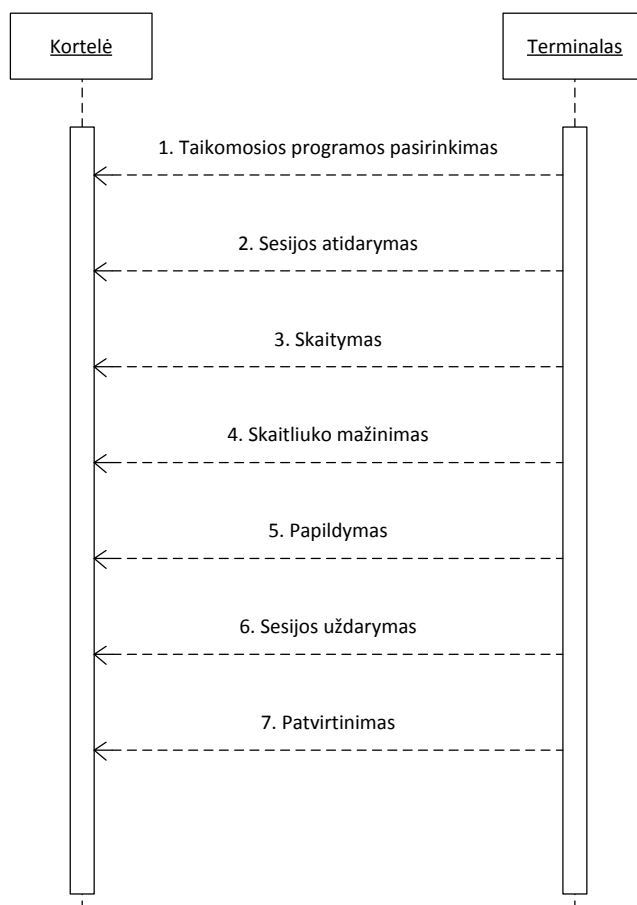 Kortelė
Terminalas
1. Taikomosios programos pasirinkimas
2. Sesijos atidarymas
3. Skaitymas
4. Skaitliuko mažinimas
5. Papildymas
6. Sesijos uždarymas
7. Patvirtinimas